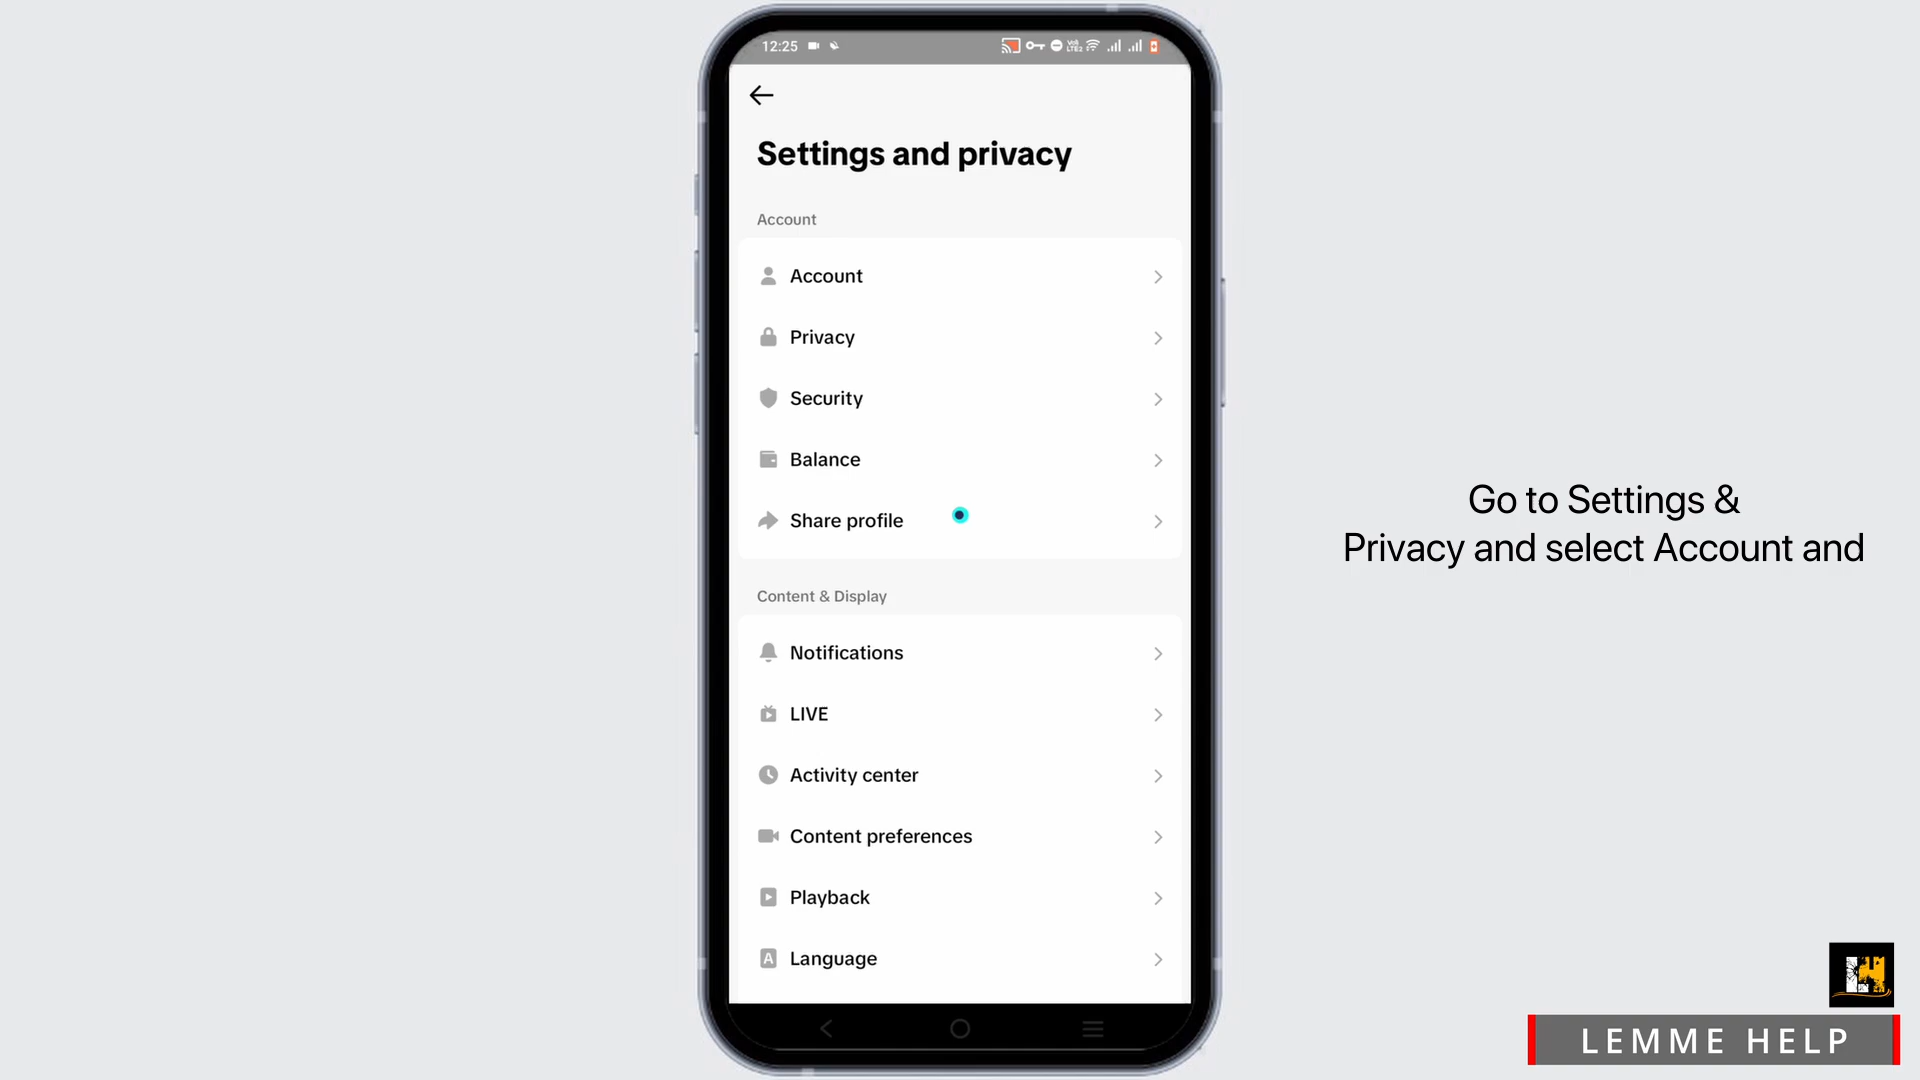 12:25
Settings and privacy
Account
Account
Privacy
Security
Balance
Share profile
Content & Display
Notifications
LIVE
Activity center
Content preferences
Playback
Language
Go to Settings &
Privacy and select Account and
LEMME HELP